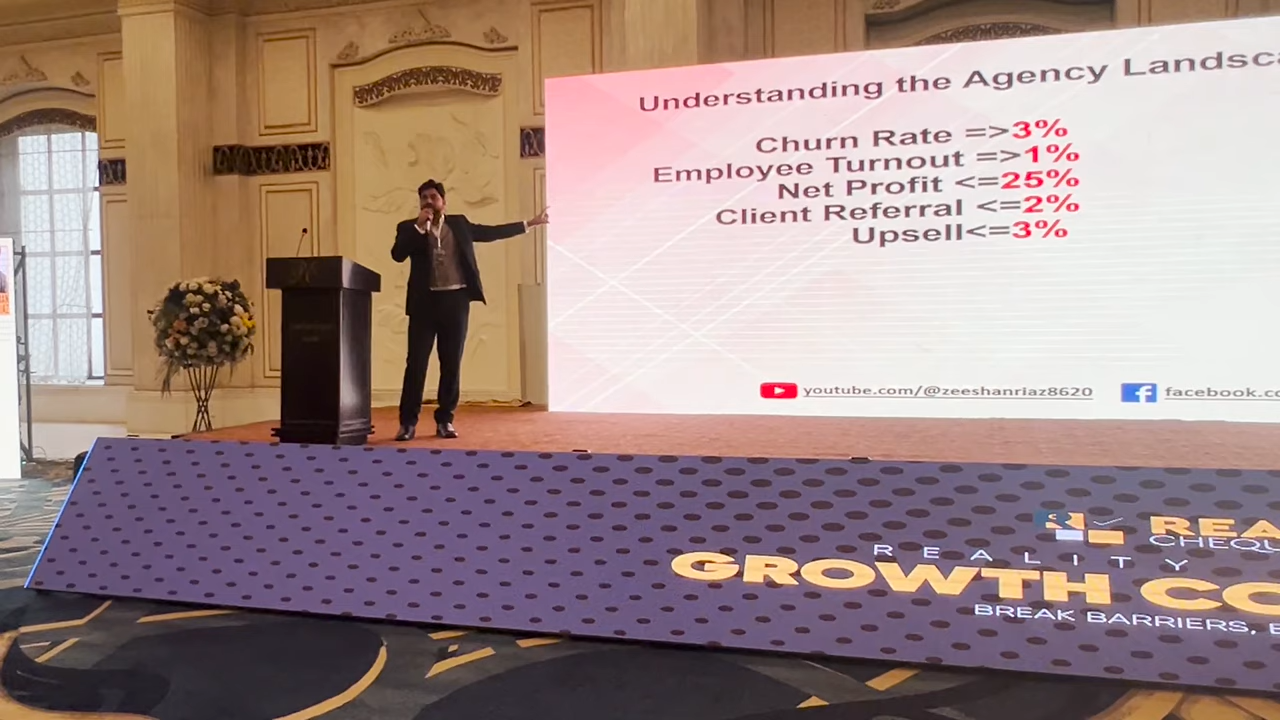 Understanding the Agency Landsca
Churn Rate =>3%
Employee Turnout =>1%
Net Profit <=25%
Client Referral <=2%
Upsell<=3%
youtube.com/@zeeshanriaz8620
facebook.co
REA
CHEQU
REALITY
GROWTH CO
BREAK BARRIERS, B